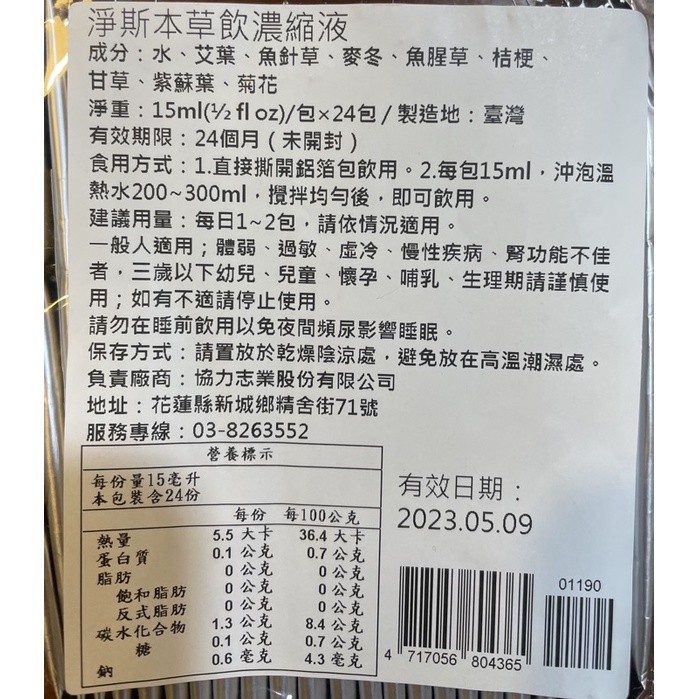 淨斯本草飲濃縮液
成分：水、艾葉、魚針草、麥冬、魚腥草、桔梗、
甘草、紫蘇葉、菊花
淨重：15ml(½ fl oz)/包×24包 / 製造地：臺灣
有效期限：24個月（未開封）
食用方式：1.直接撕開鋁箔包飲用。2.每包15ml，沖泡溫
熱水200~300ml，攪拌均勻後，即可飲用。
建議用量：每日1~2包，請依情況適用。
一般人適用；體弱、過敏、虛冷、慢性疾病、腎功能不佳
者，三歲以下幼兒、兒童、懷孕、哺乳、生理期請謹慎使
用；如有不適請停止使用。
請勿在睡前飲用以免夜間頻尿影響睡眠。
保存方式：請置放於乾燥陰涼處，避免放在高溫潮濕處。
負責廠商：協力志業股份有限公司
地址：花蓮縣新城鄉精舍街71號
服務專線：03-8263552
營養標示
每份量15毫升
本包裝含24份
每份 每100公克
熱量 5.5 大卡 36.4 大卡
蛋白質 0.1 公克 0.7 公克
脂肪 0 公克 0 公克
飽和脂肪 0 公克 0 公克
反式脂肪 0 公克 0 公克
碳水化合物 1.3 公克 8.4 公克
糖 0.1 公克 0.7 公克
鈉 0.6 毫克 4.3 毫克
有效日期：
2023.05.09
01190
4 717056 804365